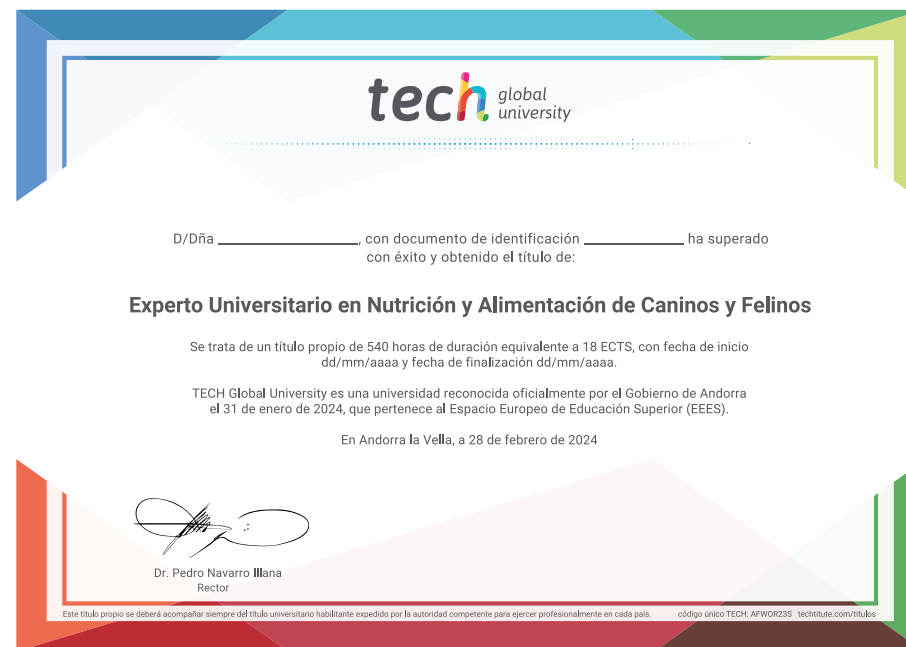 tech global university
D/Dña ____________________, con documento de identificación ______________ ha superado
con éxito y obtenido el título de:
Experto Universitario en Nutrición y Alimentación de Caninos y Felinos
Se trata de un título propio de 540 horas de duración equivalente a 18 ECTS, con fecha de inicio
dd/mm/aaaa y fecha de finalización dd/mm/aaaa.
TECH Global University es una universidad reconocida oficialmente por el Gobierno de Andorra
el 31 de enero de 2024, que pertenece al Espacio Europeo de Educación Superior (EEES).
En Andorra la Vella, a 28 de febrero de 2024
Dr. Pedro Navarro Illana
Rector
Este título propio se deberá acompañar siempre del título universitario habilitante expedido por la autoridad competente para ejercer profesionalmente en cada país. código único TECH: AFWOR23S techtitute.com/titulos